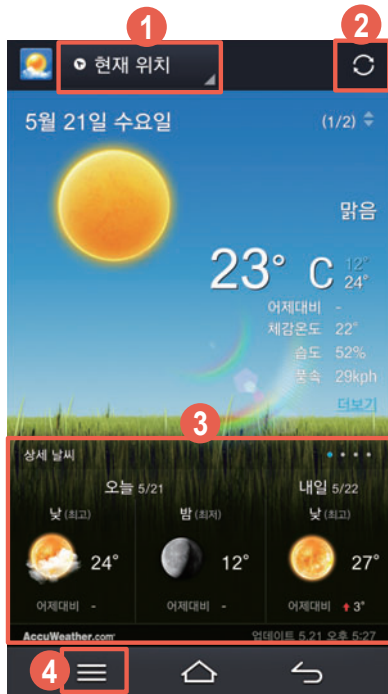 1
2
현재 위치
5월 21일 수요일
(1/2)
맑음
23° C 12° 24°
어제대비 -
체감온도 22°
습도 52%
풍속 29kph
더보기
3
상세 날씨
오늘 5/21 내일 5/22
낮 (최고) 밤 (최저) 낮 (최고)
24° 12° 27°
어제대비 - 어제대비 - 어제대비 3°
AccuWeather.com 업데이트 5.21 오후 5:27
4